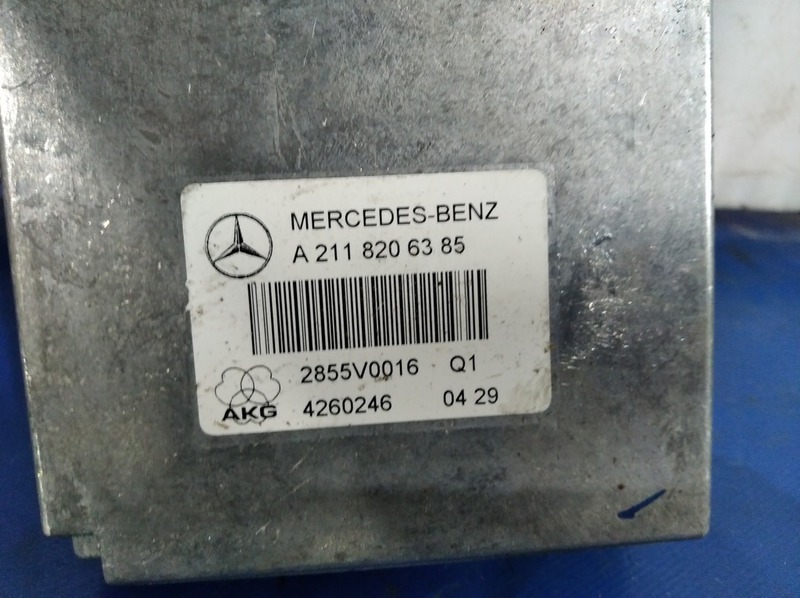 MERCEDES-BENZ
A 211 820 63 85
2855V0016 Q1
AKG 4260246 04 29